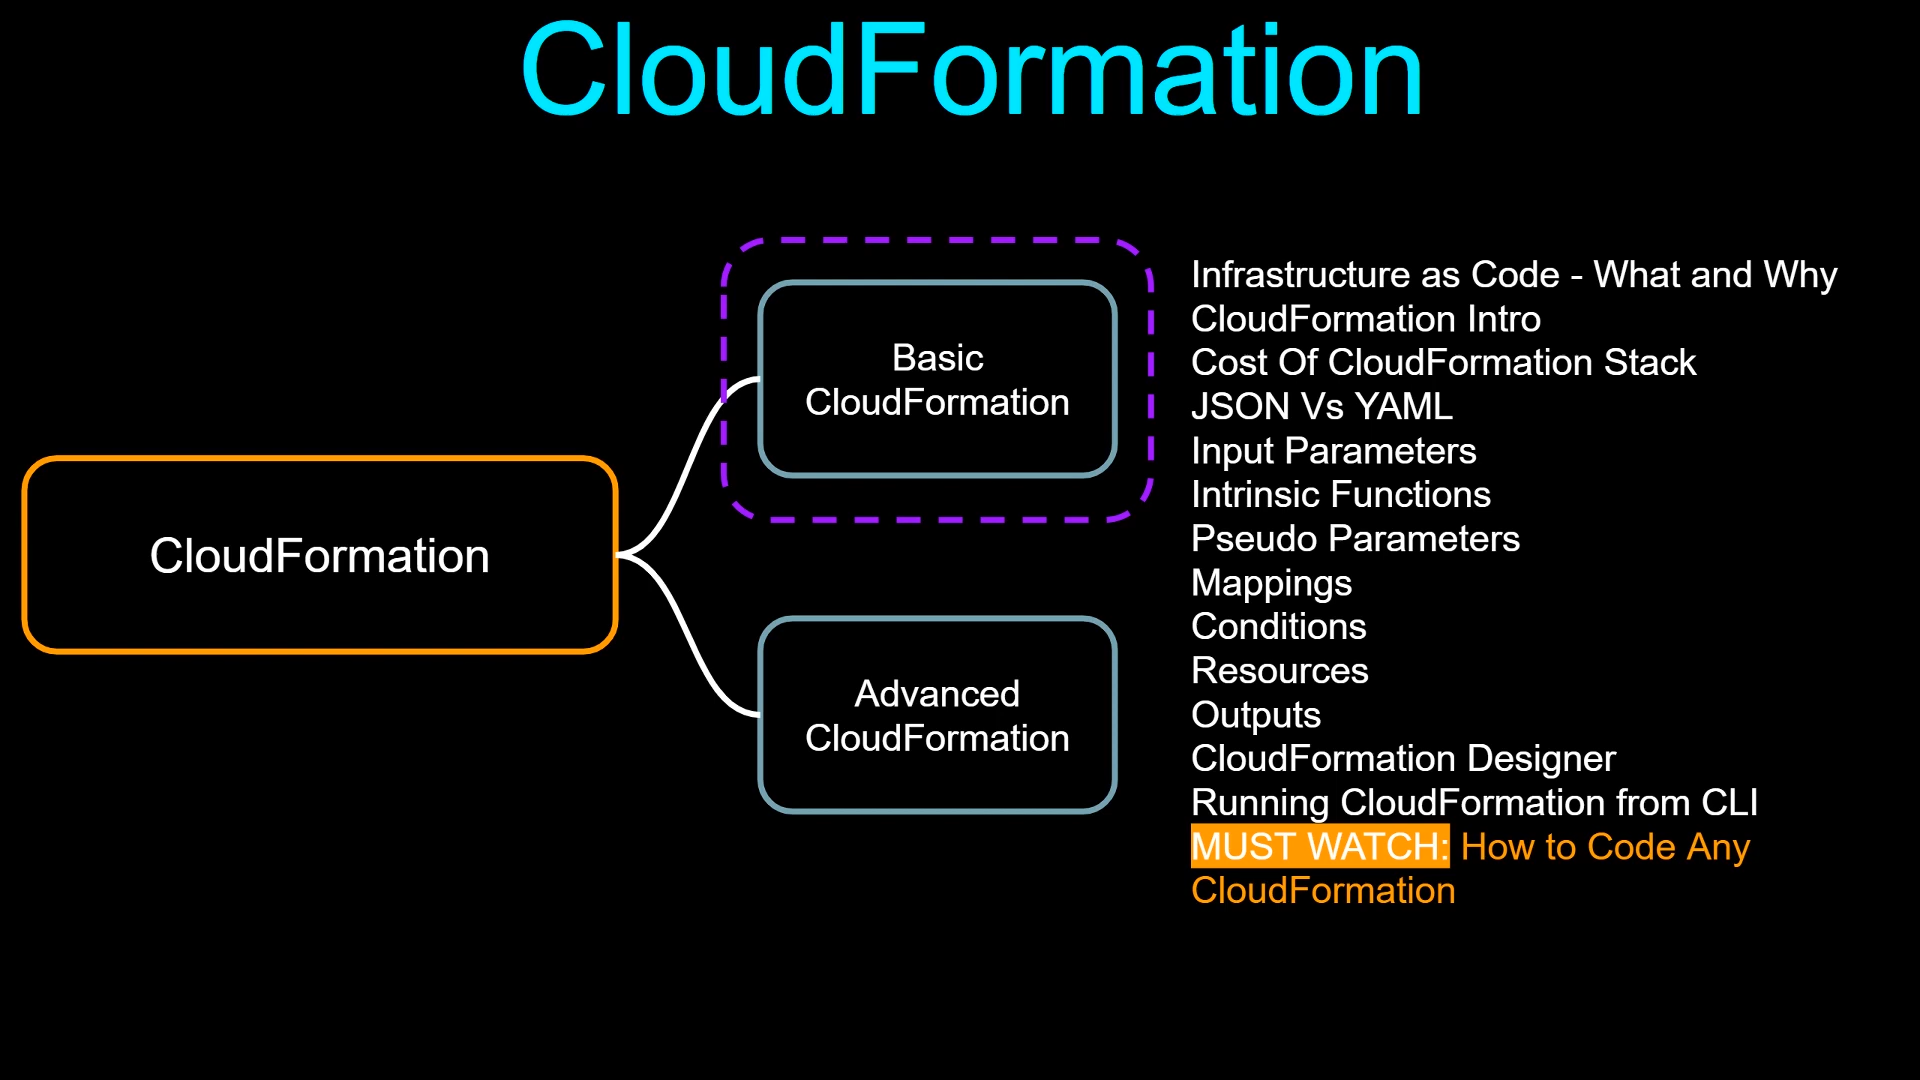 CloudFormation
CloudFormation
Basic
CloudFormation
Advanced
CloudFormation
Infrastructure as Code - What and Why
CloudFormation Intro
Cost Of CloudFormation Stack
JSON Vs YAML
Input Parameters
Intrinsic Functions
Pseudo Parameters
Mappings
Conditions
Resources
Outputs
CloudFormation Designer
Running CloudFormation from CLI
MUST WATCH: How to Code Any
CloudFormation